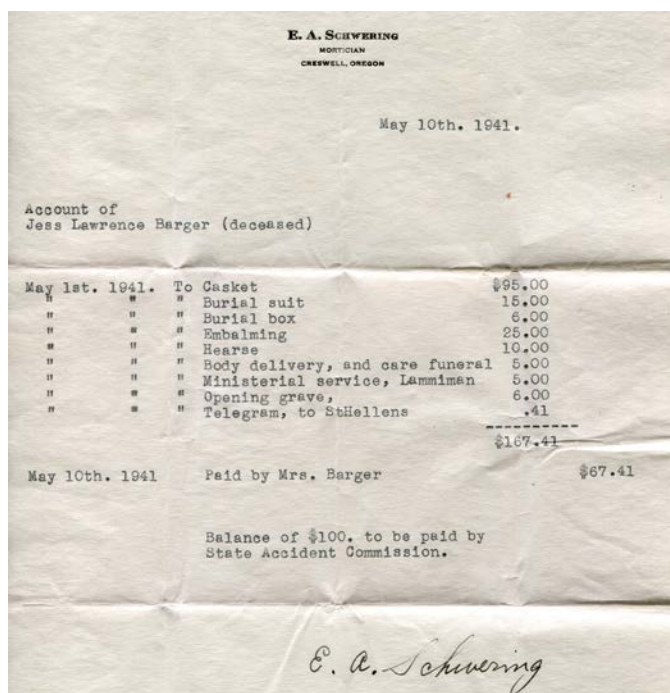 E. A. SCHWERING
MORTICIAN
CRESWELL, OREGON
May 10th. 1941.
Account of
Jess Lawrence Barger (deceased)
May 1st. 1941. To Casket $95.00
" " " Burial suit 15.00
" " " Burial box 6.00
" " " Embalming 25.00
" " " Hearse 10.00
" " " Body delivery, and care funeral 5.00
" " " Ministerial service, Lammiman 5.00
" " " Opening grave, 6.00
" " " Telegram, to StHellens .41
----------------
$167.41
May 10th. 1941 Paid by Mrs. Barger $67.41
Balance of $100. to be paid by
State Accident Commission.
E. A. Schwering